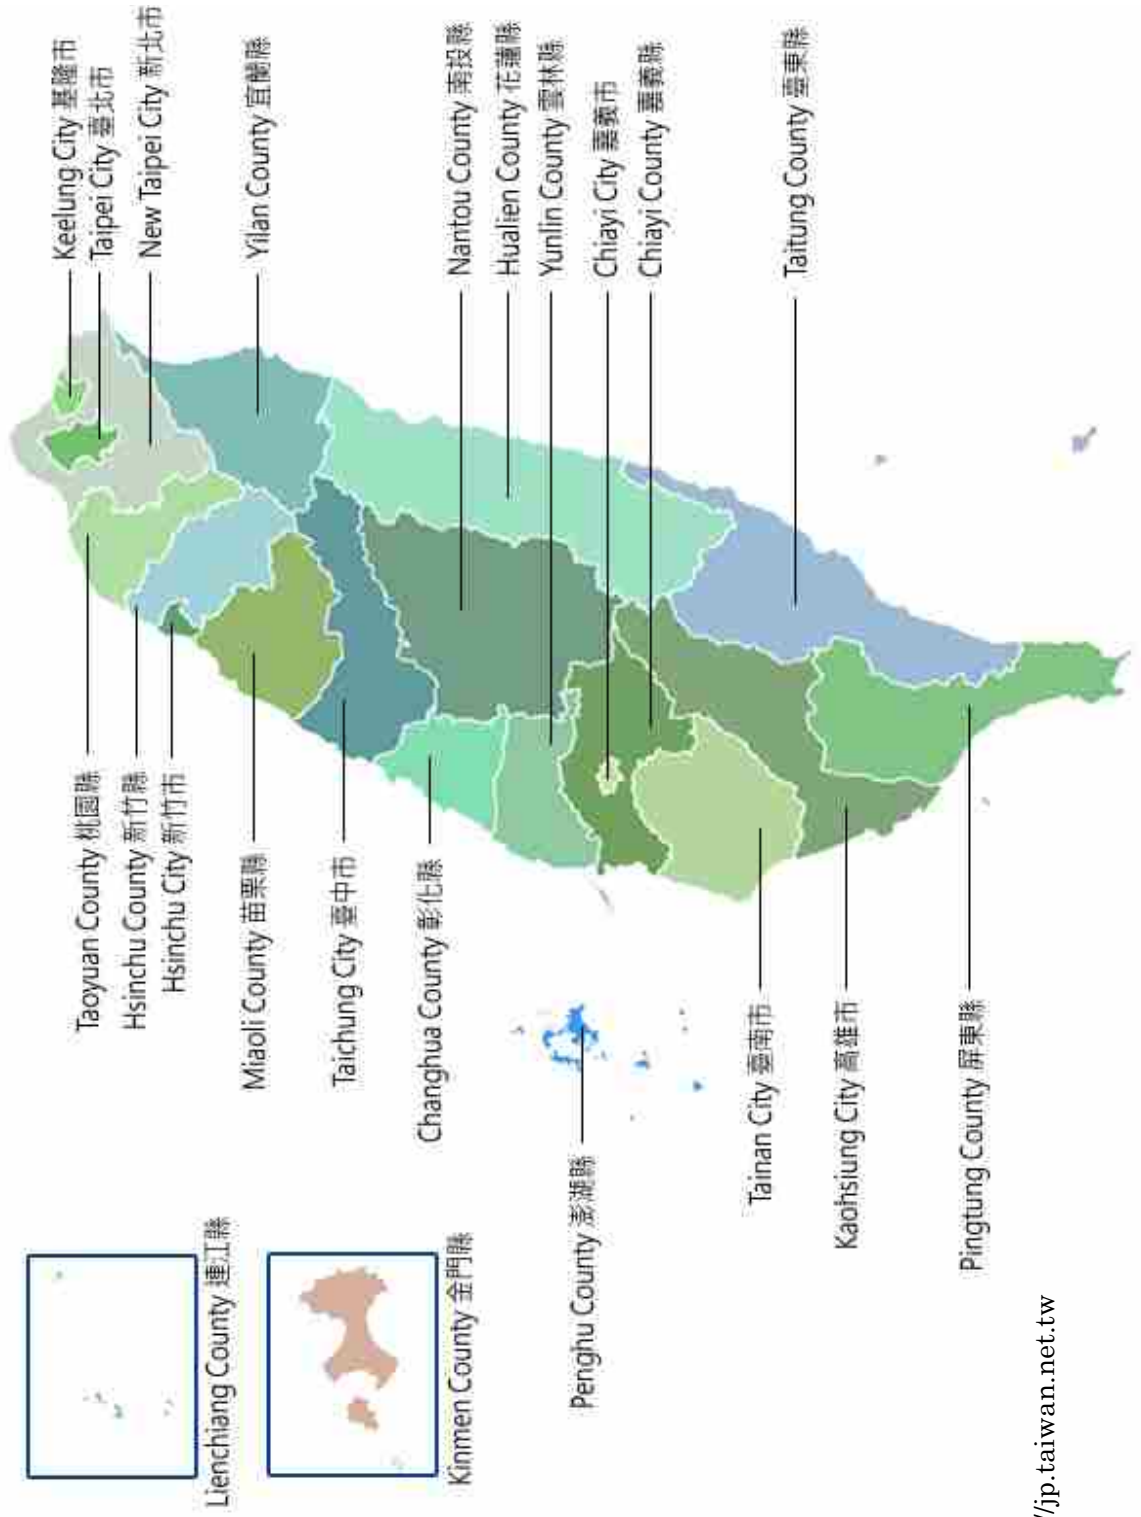 Keelung City 基隆市
Taipei City 臺北市
New Taipei City 新北市
Yilan County 宜蘭縣
Nantou County 南投縣
Hualien County 花蓮縣
Yunlin County 雲林縣
Chiayi City 嘉義市
Chiayi County 嘉義縣
Taitung County 臺東縣
Taoyuan County 桃園縣
Hsinchu County 新竹縣
Hsinchu City 新竹市
Miaoli County 苗栗縣
Taichung City 臺中市
Changhua County 彰化縣
Penghu County 澎湖縣
Tainan City 臺南市
Kaohsiung City 高雄市
Pingtung County 屏東縣
Lienchiang County 連江縣
Kinmen County 金門縣
/jp.taiwan.net.tw